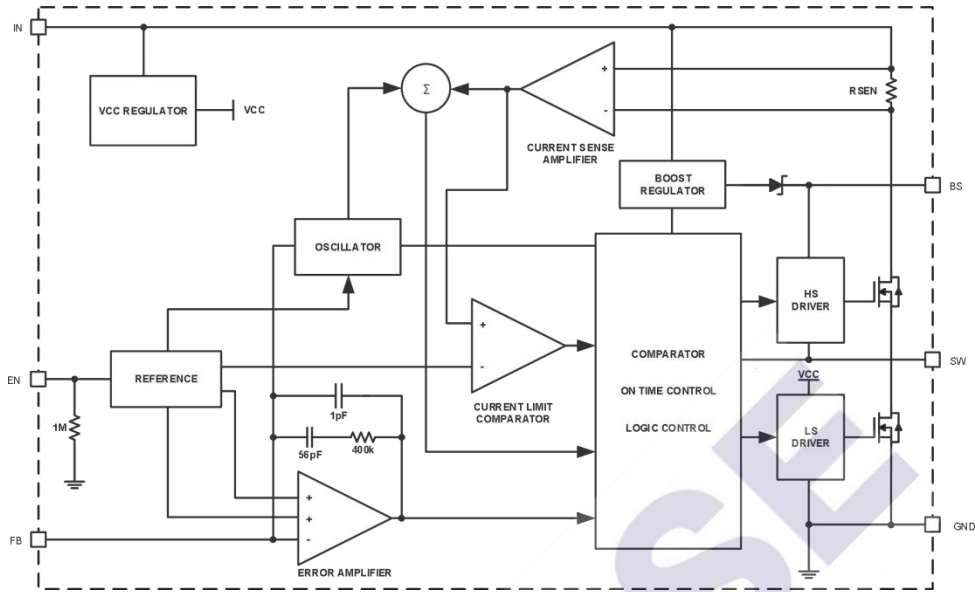 IN
VCC REGULATOR
VCC
Σ
+
-
CURRENT SENSE
AMPLIFIER
RSEN
BOOST
REGULATOR
BS
OSCILLATOR
HS
DRIVER
+
-
CURRENT LIMIT
COMPARATOR
COMPARATOR
ON TIME CONTROL
LOGIC CONTROL
SW
EN
REFERENCE
1M
1pF
56pF
400k
VCC
LS
DRIVER
+
+
-
ERROR AMPLIFIER
FB
GND
SE